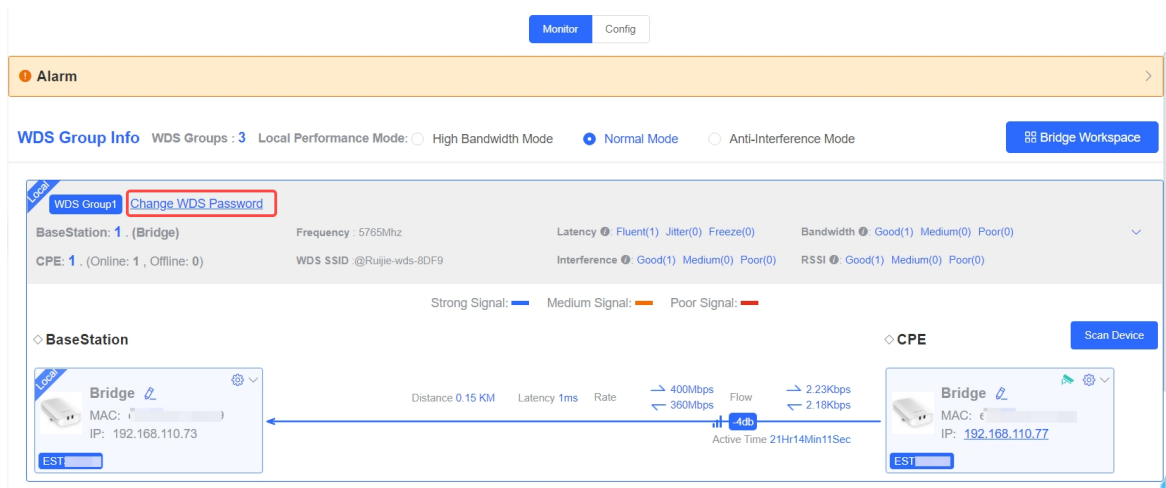 Monitor Config
Alarm
WDS Group Info WDS Groups : 3 Local Performance Mode: High Bandwidth Mode Normal Mode Anti-Interference Mode Bridge Workspace
Local
WDS Group1 Change WDS Password
BaseStation: 1 . (Bridge) Frequency : 5765Mhz Latency : Fluent(1) Jitter(0) Freeze(0) Bandwidth : Good(1) Medium(0) Poor(0)
CPE: 1 . (Online: 1 , Offline: 0) WDS SSID :@Ruijie-wds-8DF9 Interference : Good(1) Medium(0) Poor(0) RSSI : Good(1) Medium(0) Poor(0)
Strong Signal: Medium Signal: Poor Signal:
BaseStation CPE Scan Device
Local
Bridge
MAC:
IP: 192.168.110.73
EST
Distance 0.15 KM Latency 1ms Rate 400Mbps 360Mbps Flow 2.23Kbps 2.18Kbps
-4db
Active Time 21Hr14Min11Sec
Bridge
MAC:
IP: 192.168.110.77
EST